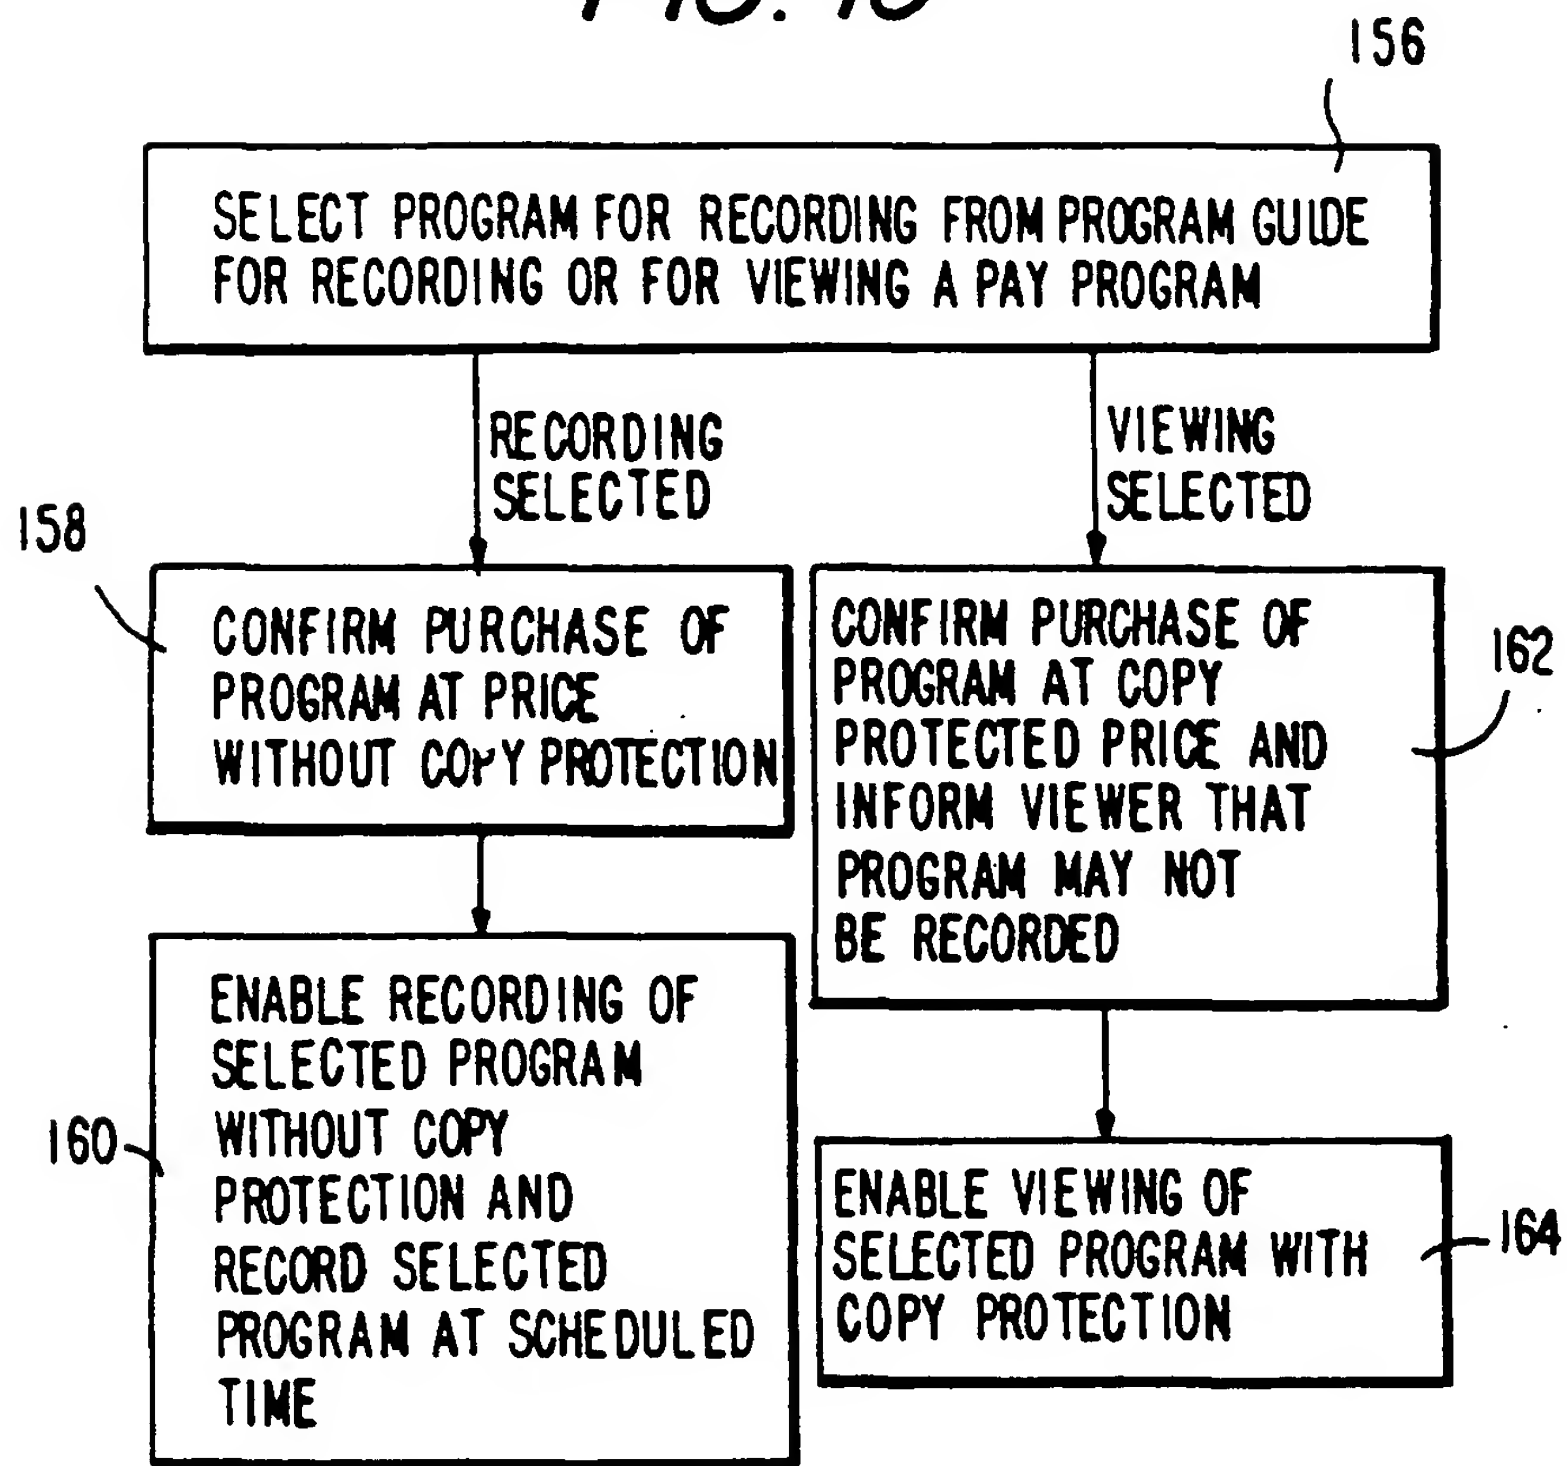 156
SELECT PROGRAM FOR RECORDING FROM PROGRAM GUIDE
FOR RECORDING OR FOR VIEWING A PAY PROGRAM
RECORDING
SELECTED
VIEWING
SELECTED
158
CONFIRM PURCHASE OF
PROGRAM AT PRICE
WITHOUT COPY PROTECTION
CONFIRM PURCHASE OF
PROGRAM AT COPY
PROTECTED PRICE AND
INFORM VIEWER THAT
PROGRAM MAY NOT
BE RECORDED
162
160
ENABLE RECORDING OF
SELECTED PROGRAM
WITHOUT COPY
PROTECTION AND
RECORD SELECTED
PROGRAM AT SCHEDULED
TIME
ENABLE VIEWING OF
SELECTED PROGRAM WITH
COPY PROTECTION
164